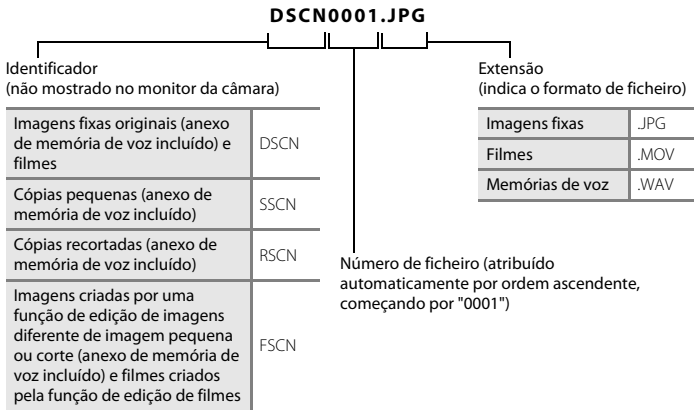 DSCN0001.JPG
Identificador
(não mostrado no monitor da câmara)
Imagens fixas originais (anexo
de memória de voz incluído) e
filmes
DSCN
Cópias pequenas (anexo de
memória de voz incluído)
SSCN
Cópias recortadas (anexo de
memória de voz incluído)
RSCN
Imagens criadas por uma
função de edição de imagens
diferente de imagem pequena
ou corte (anexo de memória de
voz incluído) e filmes criados
pela função de edição de filmes
FSCN
Extensão
(indica o formato de ficheiro)
Imagens fixas .JPG
Filmes .MOV
Memórias de voz .WAV
Número de ficheiro (atribuído
automaticamente por ordem ascendente,
começando por "0001")